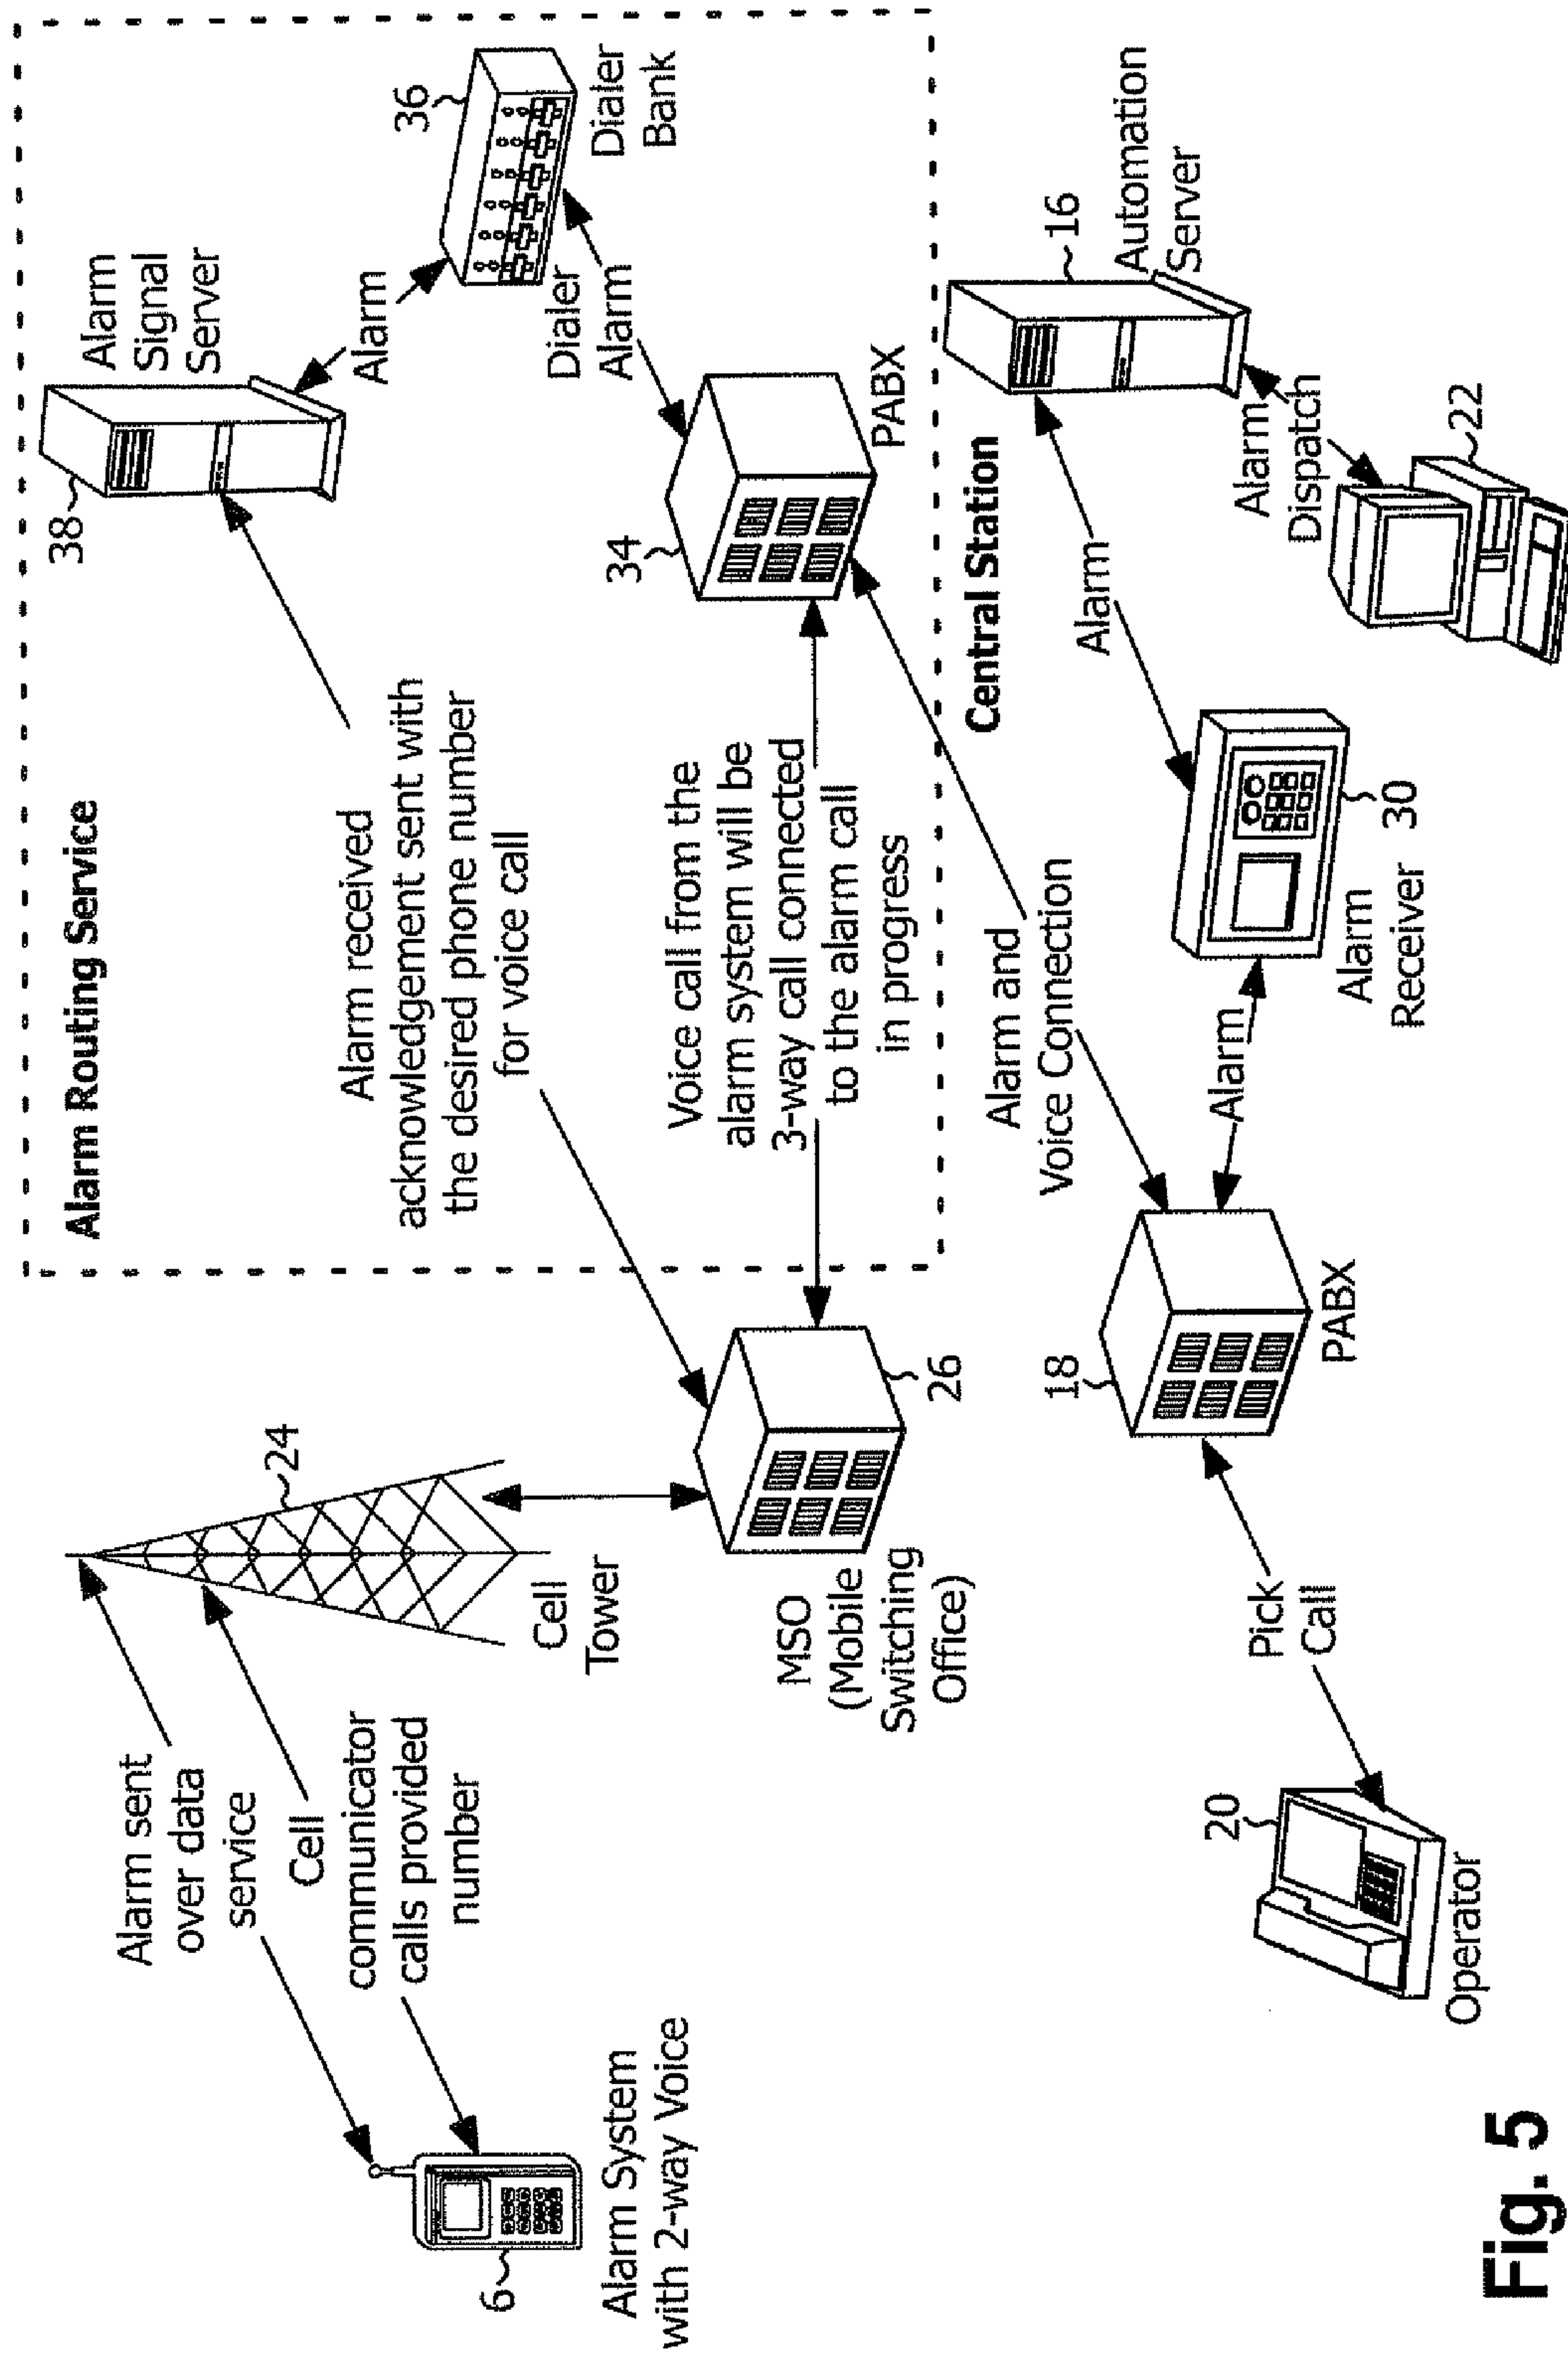 Alarm Routing Service
38
Alarm
Signal
Server
Alarm
36
Dialer
Bank
Dialer
Alarm
34
PABX
Alarm received
acknowledgement sent with
the desired phone number
for voice call
Voice call from the
alarm system will be
3-way call connected
to the alarm call
in progress
Alarm sent
over data
service
Cell
communicator
calls provided
number
24
Cell
Tower
6
Alarm System
with 2-way Voice
MSO
(Mobile
Switching
Office)
26
Alarm and
Voice Connection
Central Station
16
Automation
Server
Alarm
Alarm
Dispatch
22
Alarm
Receiver
30
Alarm
18
PABX
Pick
Call
20
Operator
Fig. 5